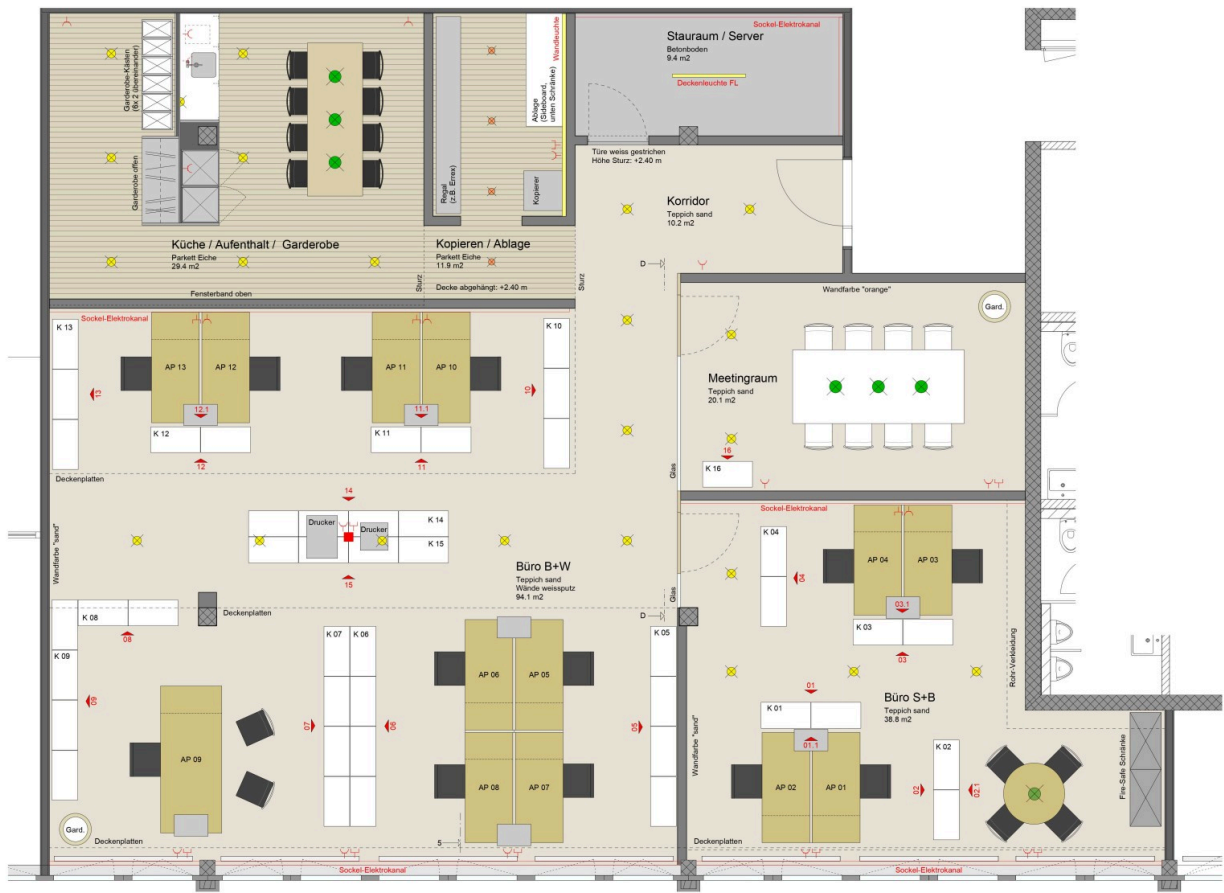 Sockel-Elektrokanal
Stauraum / Server
Betonboden
9.4 m2
Deckenleuchte FL
Wandleuchte
Garderobe-Kästen
(6x 2 übereinander)
Ablage
(Sideboard,
unten Schränke)
Garderobe offen
Regal
(z.B. Errex)
Kopierer
Türe weiss gestrichen
Höhe Sturz: +2.40 m
Korridor
Teppich sand
10.2 m2
Küche / Aufenthalt / Garderobe
Parkett Eiche
29.4 m2
Kopieren / Ablage
Parkett Eiche
11.9 m2
Decke abgehängt: +2.40 m
Sturz
Sturz
D
Fensterband oben
Wandfarbe "orange"
Gard.
Sockel-Elektrokanal
K 13
K 10
AP 13
AP 12
AP 11
AP 10
13
10
12.1
11.1
K 12
K 11
12
11
Meetingraum
Teppich sand
20.1 m2
16
K 16
Glas
Deckenplatten
14
Drucker
Drucker
K 14
K 15
15
Wandfarbe "sand"
Büro B+W
Teppich sand
Wände weissputz
94.1 m2
Sockel-Elektrokanal
K 04
04
AP 04
AP 03
03.1
K 03
03
Glas
D
Rohr-Verkleidung
K 08
08
Deckenplatten
K 09
09
K 07
K 06
07
06
AP 06
AP 05
AP 08
AP 07
K 05
05
AP 09
Gard.
Deckenplatten
5
Büro S+B
Teppich sand
38.8 m2
01
K 01
01.1
AP 02
AP 01
K 02
02
02.1
Wandfarbe "sand"
Fire-Safe Schränke
Deckenplatten
Sockel-Elektrokanal
Sockel-Elektrokanal